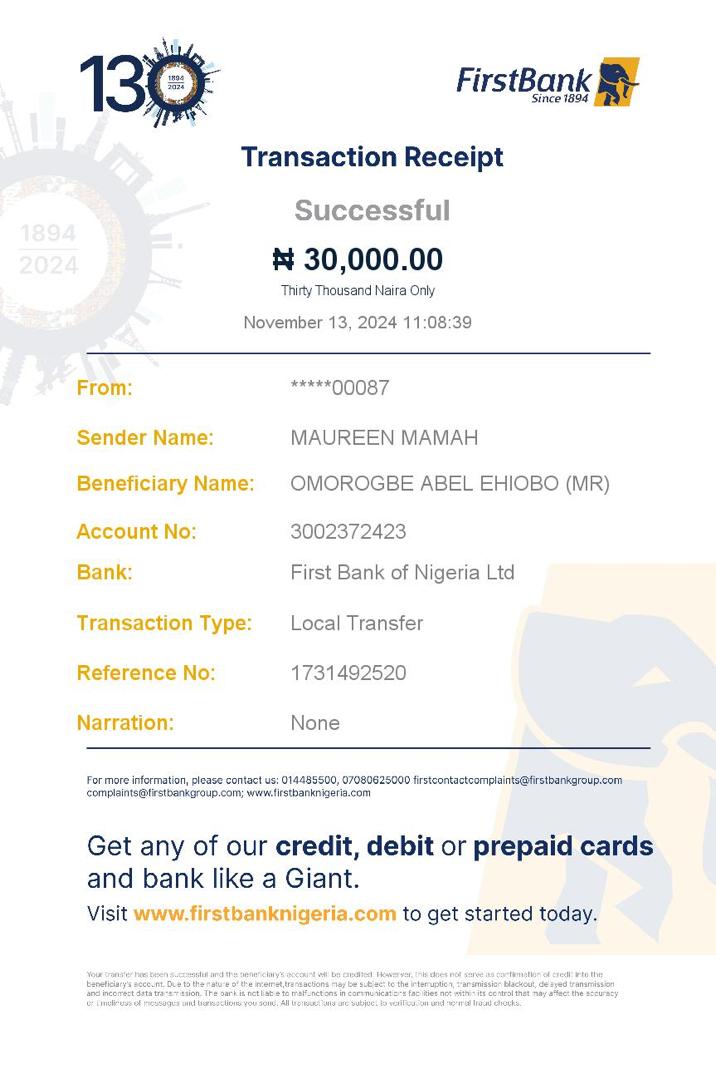 130
1894
2024
FirstBank
Since 1894
Transaction Receipt
Successful
₦ 30,000.00
Thirty Thousand Naira Only
1894
2024
November 13, 2024 11:08:39
From: *****00087
Sender Name: MAUREEN MAMAH
Beneficiary Name: OMOROGBE ABEL EHIOBO (MR)
Account No: 3002372423
Bank: First Bank of Nigeria Ltd
Transaction Type: Local Transfer
Reference No: 1731492520
Narration: None
For more information, please contact us: 014485500, 07080625000 firstcontactcomplaints@firstbankgroup.com
complaints@firstbankgroup.com; www.firstbanknigeria.com
Get any of our credit, debit or prepaid cards
and bank like a Giant.
Visit www.firstbanknigeria.com to get started today.
Your transfer has been successful and the beneficiary's account will be credited. However, this does not serve as confirmation of credit into the
beneficiary's account. Due to the nature of the internet,transactions may be subject to the interruption, transmission blackout, delayed transmission
and incorrect data transmission. The bank is not liable to malfunctions in communications facilities not within its control that may affect the accuracy
or timeliness of messages and transactions you send. All transactions are subject to verification and normal fraud checks.